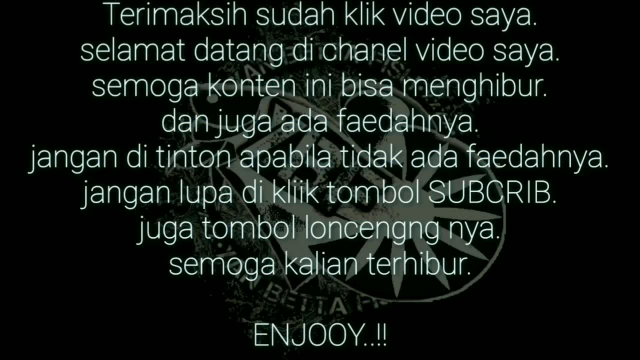 Terimaksih sudah klik video saya.
selamat datang di chanel video saya.
semoga konten ini bisa menghibur.
dan juga ada faedahnya.
jangan di tinton apabila tidak ada faedahnya.
jangan lupa di kliik tombol SUBCRIB.
juga tombol loncengng nya.
semoga kalian terhibur.
BETTA
ENJOOY..!!